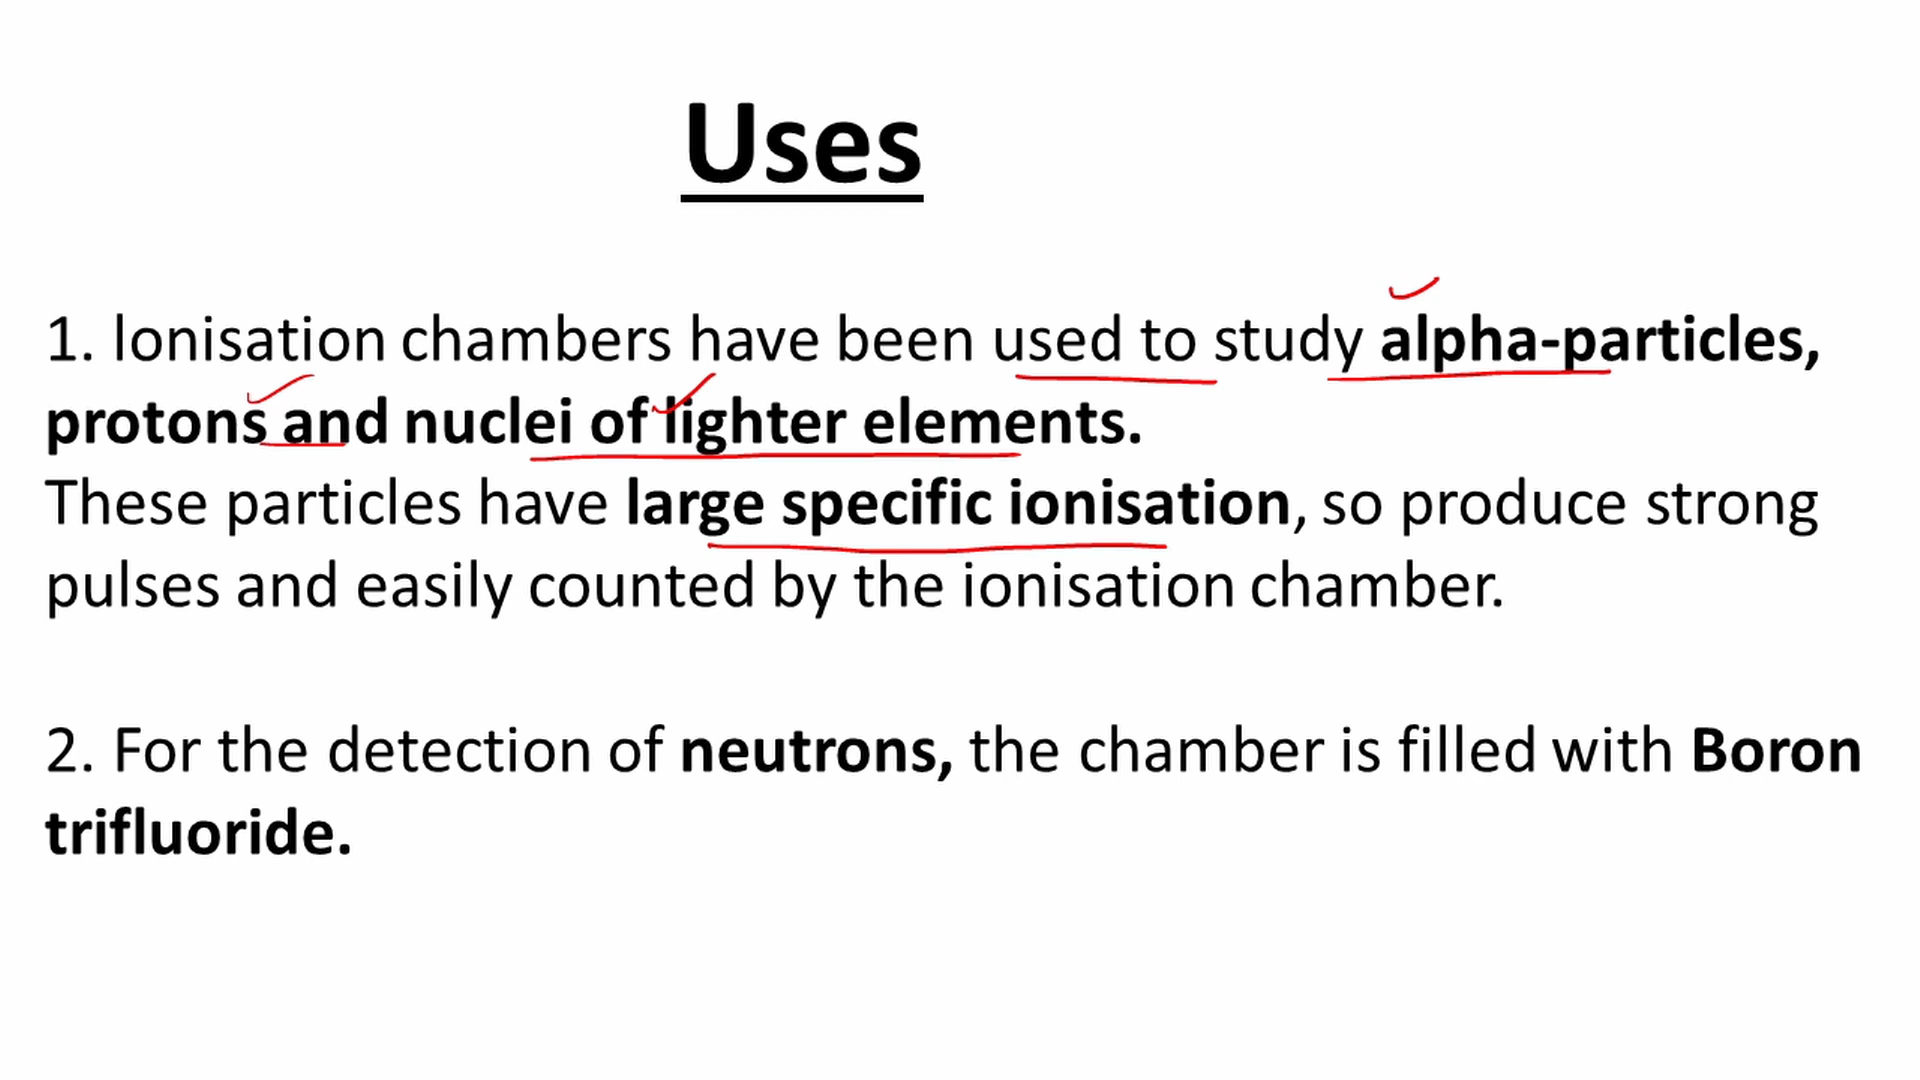 Uses
1. Ionisation chambers have been used to study alpha-particles,
protons and nuclei of lighter elements.
These particles have large specific ionisation, so produce strong
pulses and easily counted by the ionisation chamber.
2. For the detection of neutrons, the chamber is filled with Boron
trifluoride.